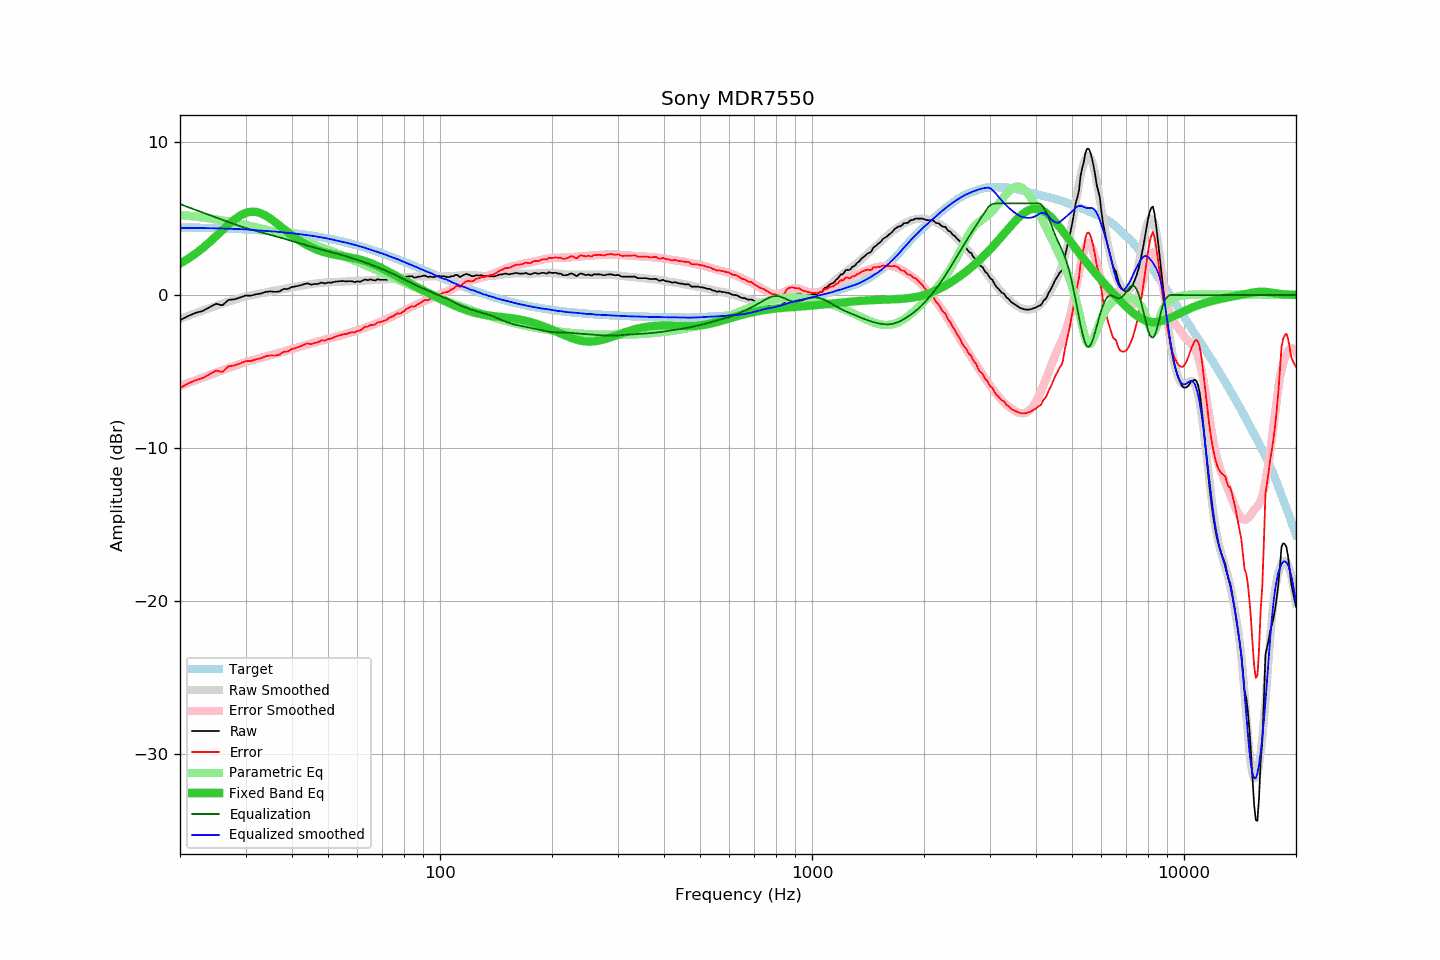 Sony MDR7550
Amplitude (dBr)
10
0
−10
−20
−30
Target
Raw Smoothed
Error Smoothed
Raw
Error
Parametric Eq
Fixed Band Eq
Equalization
Equalized smoothed
100
1000
10000
Frequency (Hz)